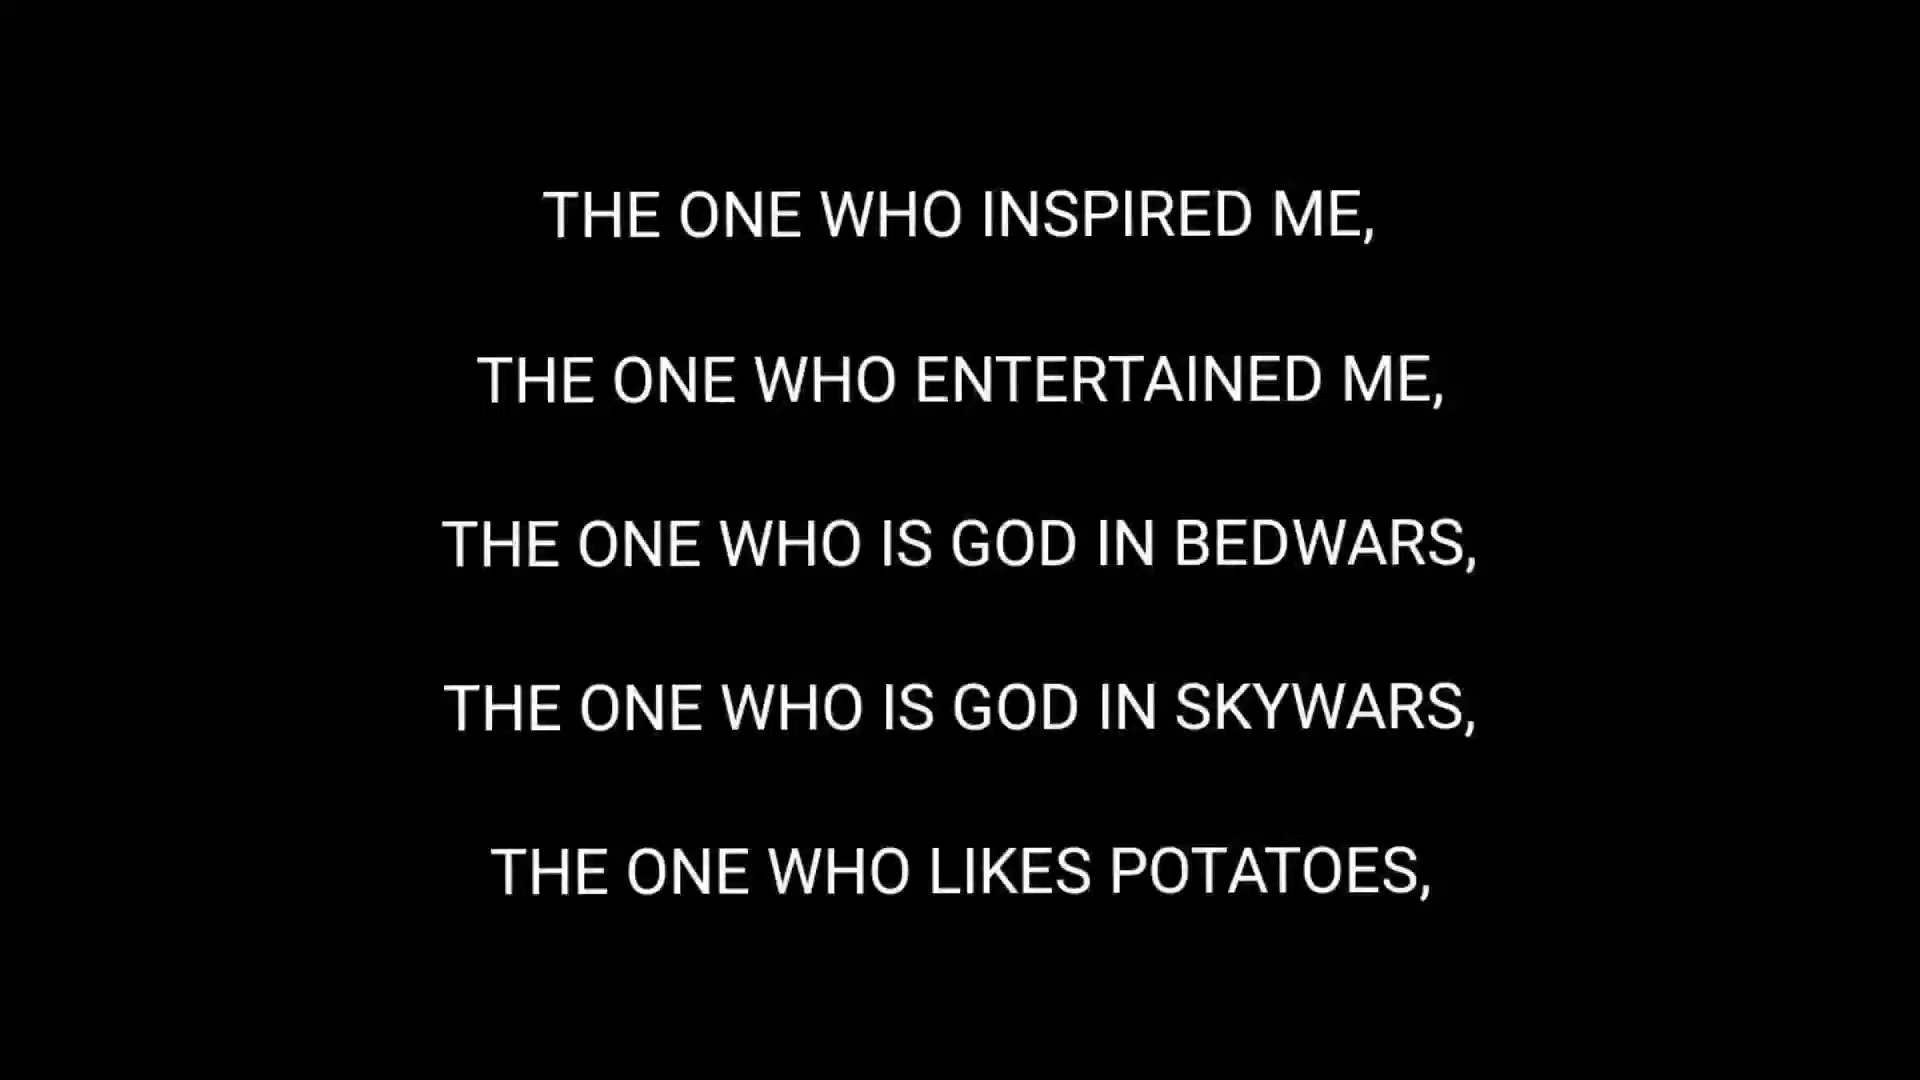 THE ONE WHO INSPIRED ME,
THE ONE WHO ENTERTAINED ME,
THE ONE WHO IS GOD IN BEDWARS,
THE ONE WHO IS GOD IN SKYWARS,
THE ONE WHO LIKES POTATOES,